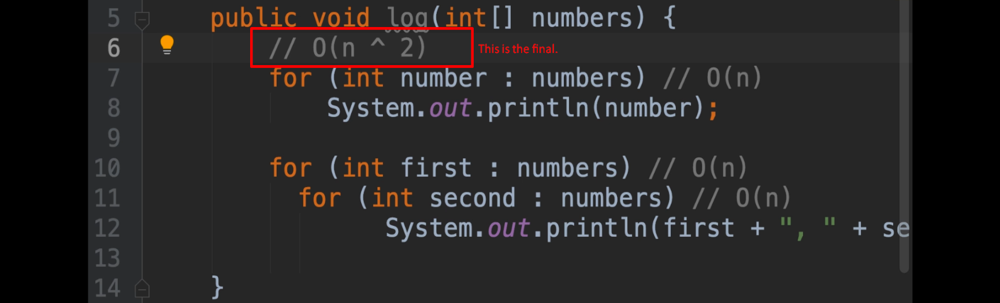 5 public void log(int[] numbers) {
6 // O(n ^ 2) This is the final.
7 for (int number : numbers) // O(n)
8 System.out.println(number);
9
10 for (int first : numbers) // O(n)
11 for (int second : numbers) // O(n)
12 System.out.println(first + ", " + se
13
14 }